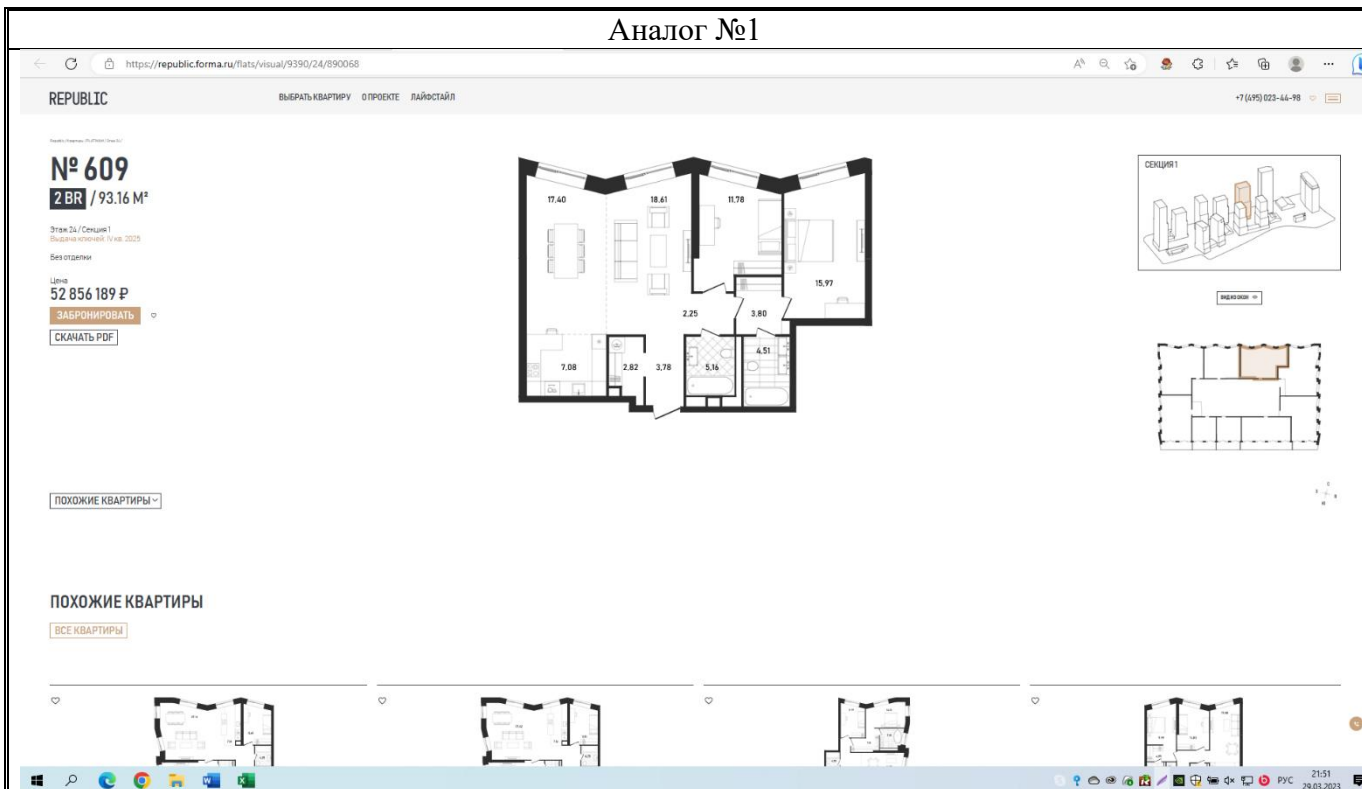 Аналог №1
https://republic.forma.ru/flats/visual/9390/24/890068
REPUBLIC
ВЫБРАТЬ КВАРТИРУ О ПРОЕКТЕ ЛАЙФСТАЙЛ
+7 (495) 023-44-98
№ 609
2 BR / 93.16 М²
Этаж 24 / Секция 1
Выдача ключей: IV кв. 2025
Без отделки
Цена
52 856 189 ₽
ЗАБРОНИРОВАТЬ
СКАЧАТЬ PDF
17,40
18,61
11,78
15,97
2,25
3,80
7,08
2,82
3,78
5,16
4,51
СЕКЦИЯ 1
ВИД ИЗ ОКОН
ПОХОЖИЕ КВАРТИРЫ
ПОХОЖИЕ КВАРТИРЫ
ВСЕ КВАРТИРЫ
РУС
21:51
29.03.2023